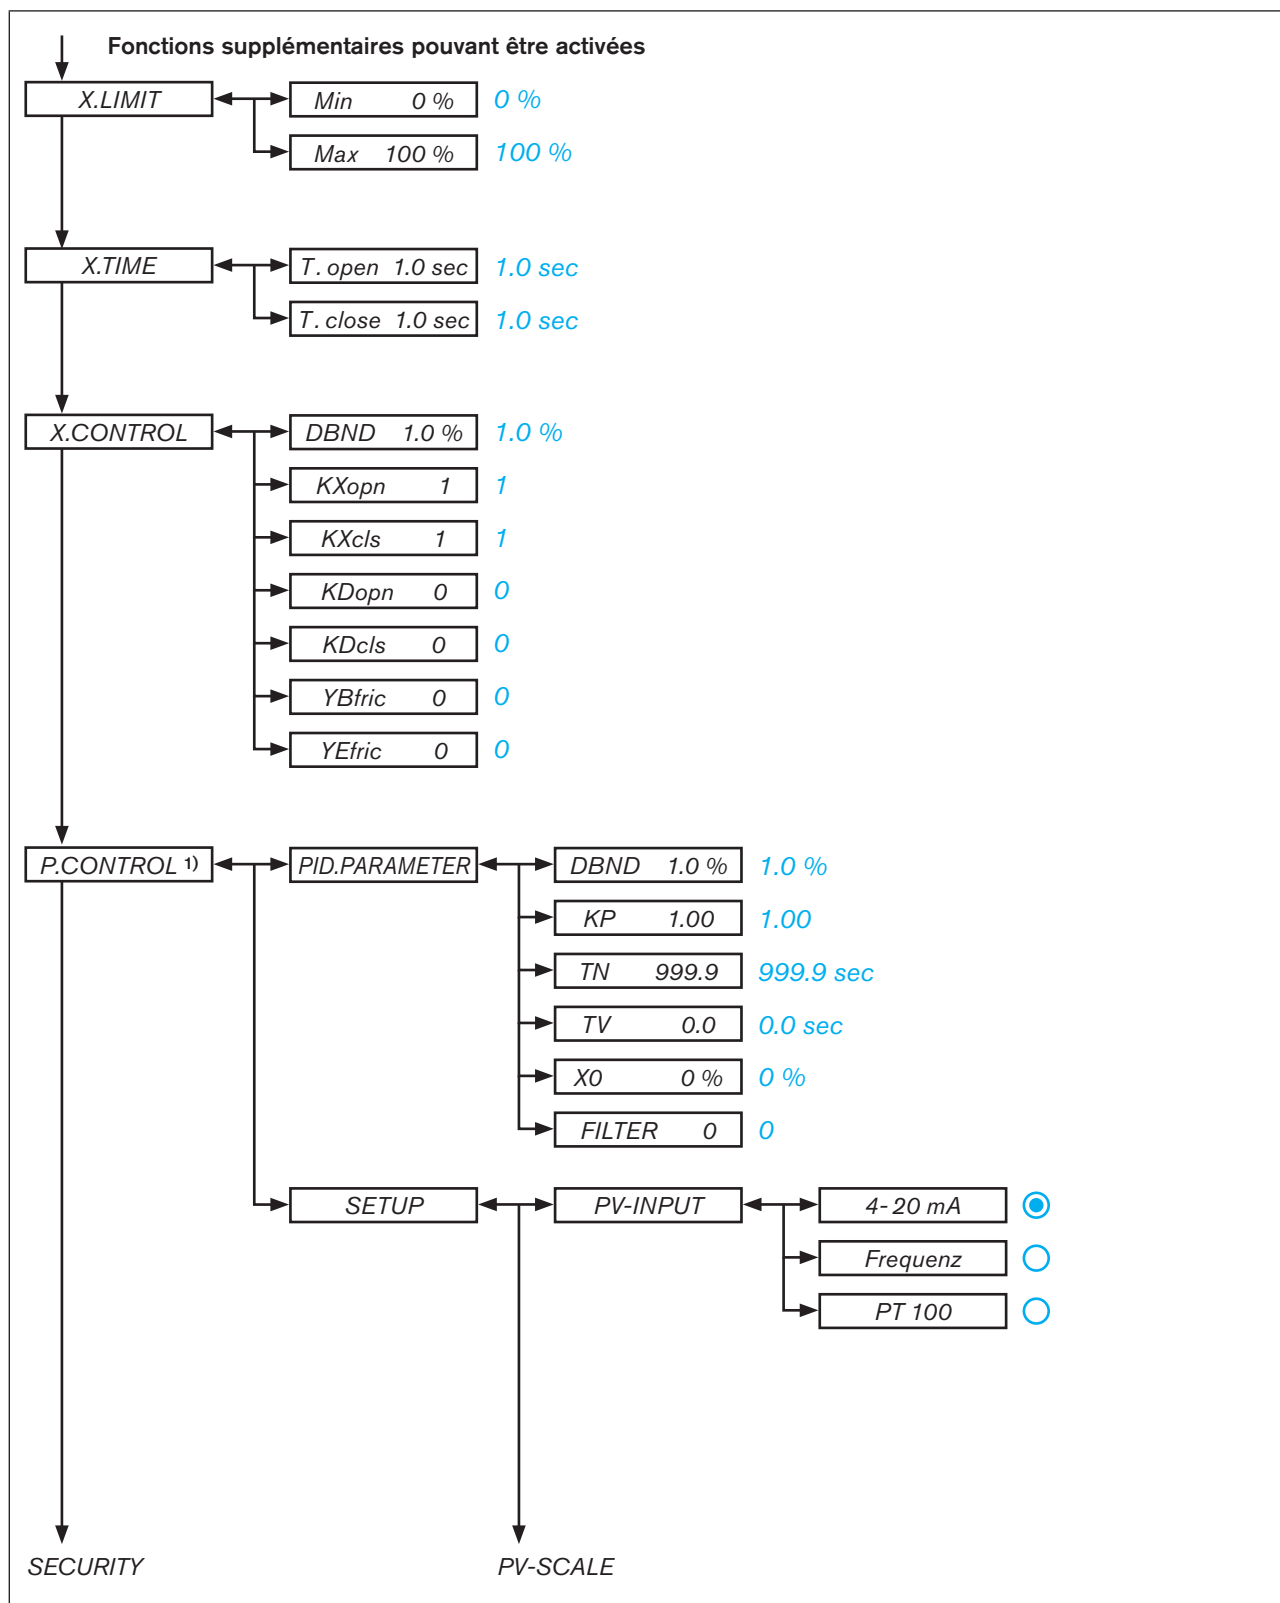 Fonctions supplémentaires pouvant être activées
X.LIMIT Min 0 % 0 %
Max 100 % 100 %
X.TIME T. open 1.0 sec 1.0 sec
T. close 1.0 sec 1.0 sec
X.CONTROL DBND 1.0 % 1.0 %
KXopn 1 1
KXcls 1 1
KDopn 0 0
KDcls 0 0
YBfric 0 0
YEfric 0 0
P.CONTROL 1) PID.PARAMETER DBND 1.0 % 1.0 %
KP 1.00 1.00
TN 999.9 999.9 sec
TV 0.0 0.0 sec
X0 0 % 0 %
FILTER 0 0
SETUP PV-INPUT 4-20 mA
Frequenz
PT 100
SECURITY PV-SCALE